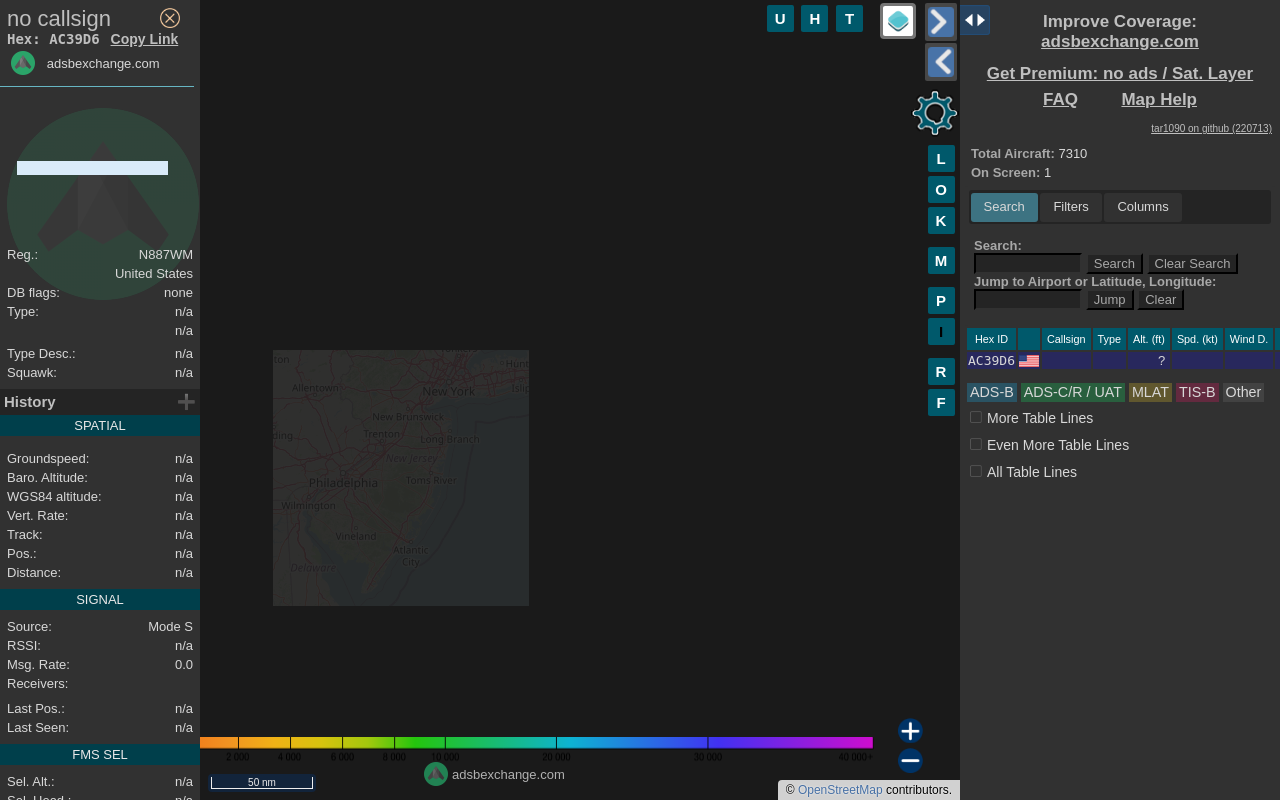 no callsign
Hex: AC39D6 Copy Link
adsbexchange.com
Reg.: N887WM
United States
DB flags: none
Type: n/a
n/a
Type Desc.: n/a
Squawk: n/a
History
SPATIAL
Groundspeed: n/a
Baro. Altitude: n/a
WGS84 altitude: n/a
Vert. Rate: n/a
Track: n/a
Pos.: n/a
Distance: n/a
SIGNAL
Source: Mode S
RSSI: n/a
Msg. Rate: 0.0
Receivers:
Last Pos.: n/a
Last Seen: n/a
FMS SEL
Sel. Alt.: n/a
Sel. Head.: n/a
U H T
L
O
K
M
P
I
R
F
Allentown
New York
New Brunswick
Trenton
Long Branch
New Jersey
Philadelphia
Toms River
Wilmington
Vineland
Atlantic
City
Delaware
2 000 4 000 6 000 8 000 10 000 20 000 30 000 40 000+
50 nm
adsbexchange.com
© OpenStreetMap contributors.
Improve Coverage:
adsbexchange.com
Get Premium: no ads / Sat. Layer
FAQ Map Help
tar1090 on github (220713)
Total Aircraft: 7310
On Screen: 1
Search Filters Columns
Search:
Search Clear Search
Jump to Airport or Latitude, Longitude:
Jump Clear
Hex ID Callsign Type Alt. (ft) Spd. (kt) Wind D.
AC39D6 ?
ADS-B ADS-C/R / UAT MLAT TIS-B Other
More Table Lines
Even More Table Lines
All Table Lines